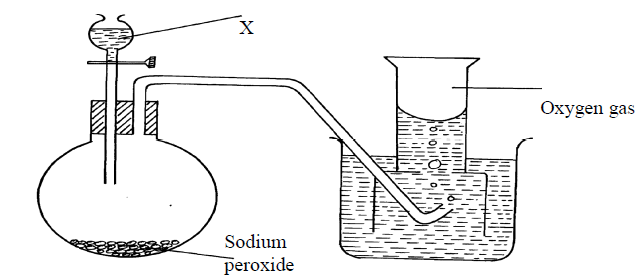 X
Oxygen gas
Sodium
peroxide